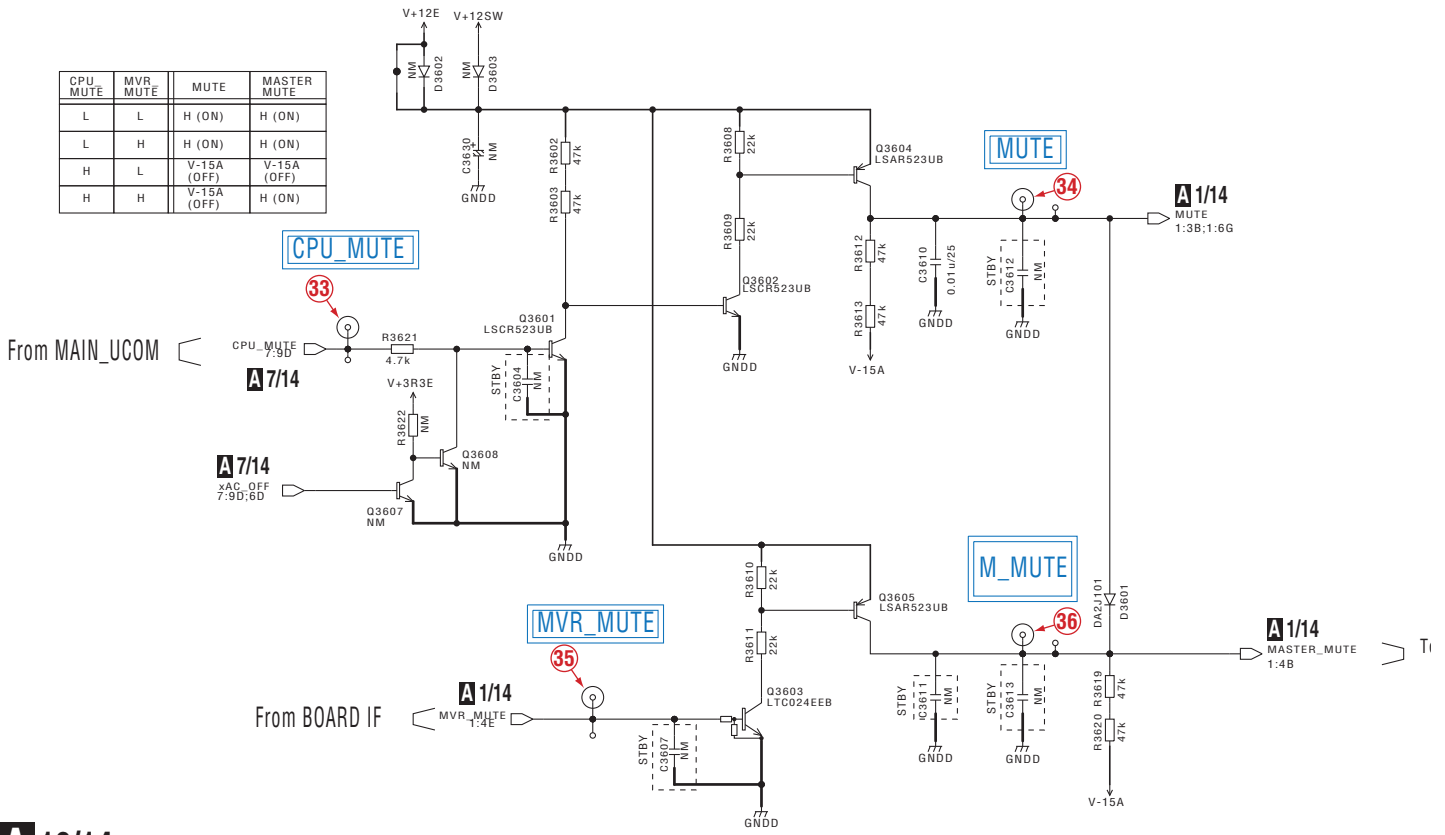 V+12E V+12SW
NM D3602
NM D3603
CPU_MUTE MVR_MUTE MUTE MASTER MUTE
L L H (ON) H (ON)
L H H (ON) H (ON)
H L V-15A (OFF) V-15A (OFF)
H H V-15A (OFF) H (ON)
C3630 + NM
GNDD
R3602 47k
R3603 47k
R3608 22k
R3609 22k
Q3604
LSAR523UB
MUTE
34
A 1/14
MUTE
1:3B;1:6G
CPU_MUTE
33
R3612 47k
R3613 47k
V-15A
C3610 0.01u/25
GNDD
STBY
C3612 NM
GNDD
Q3602
LSCR523UB
GNDD
Q3601
LSCR523UB
From MAIN_UCOM
CPU_MUTE
7:9D
A 7/14
R3621
4.7k
V+3R3E
R3622 NM
STBY
C3604 NM
A 7/14
xAC_OFF
7:9D;6D
Q3608
NM
Q3607
NM
GNDD
R3610 22k
R3611 22k
Q3605
LSAR523UB
M_MUTE
36
DA2J101
D3601
A 1/14
MASTER_MUTE
1:4B
MVR_MUTE
35
From BOARD IF
A 1/14
MVR_MUTE
1:4E
STBY
C3607 NM
Q3603
LTC024EEB
GNDD
STBY
C3611 NM
GNDD
STBY
C3613 NM
GNDD
R3619 47k
R3620 47k
V-15A